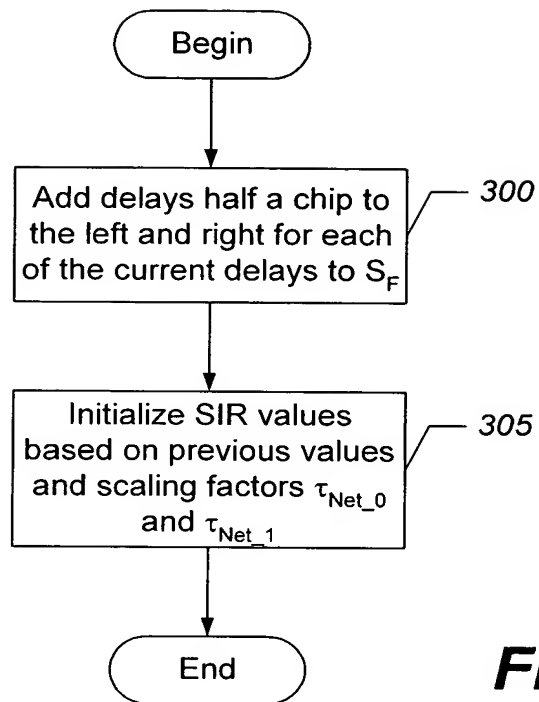 Begin
Add delays half a chip to
the left and right for each
of the current delays to S_F
300
Initialize SIR values
based on previous values
and scaling factors τ_Net_0
and τ_Net_1
305
End